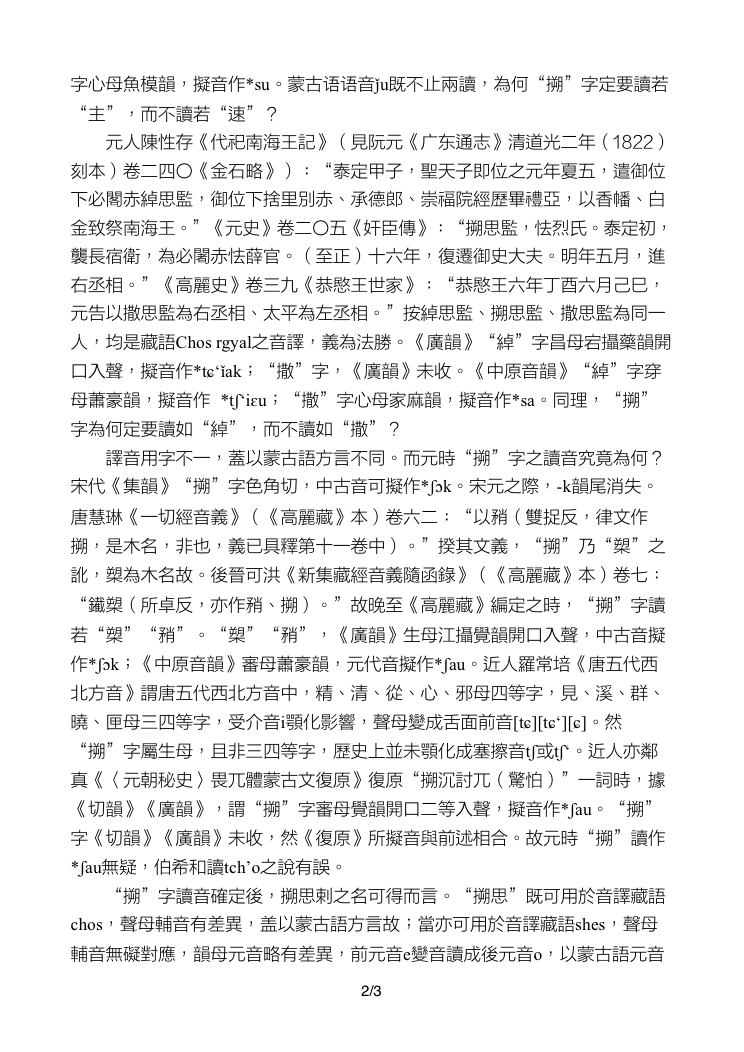 字心母魚模韻，擬音作*su。蒙古语语音ǰu既不止兩讀，為何“搠”字定要讀若
“主”，而不讀若“速”？
元人陳性存《代祀南海王記》（見阮元《广东通志》清道光二年（1822）
刻本）卷二四〇《金石略》）：“泰定甲子，聖天子即位之元年夏五，遣御位
下必闍赤綽思監，御位下捨里別赤、承德郎、崇福院經歷畢禮亞，以香幡、白
金致祭南海王。”《元史》卷二〇五《奸臣傳》：“搠思監，怯烈氏。泰定初，
襲長宿衛，為必闍赤怯薛官。（至正）十六年，復遷御史大夫。明年五月，進
右丞相。”《高麗史》卷三九《恭愍王世家》：“恭愍王六年丁酉六月己巳，
元告以撒思監為右丞相、太平為左丞相。”按綽思監、搠思監、撒思監為同一
人，均是藏語Chos rgyal之音譯，義為法勝。《廣韻》“綽”字昌母宕攝藥韻開
口入聲，擬音作*tɕ‘ǐak；“撒”字，《廣韻》未收。《中原音韻》“綽”字穿
母蕭豪韻，擬音作 *tʃ‘iɛu；“撒”字心母家麻韻，擬音作*sa。同理，“搠”
字為何定要讀如“綽”，而不讀如“撒”？
譯音用字不一，蓋以蒙古語方言不同。而元時“搠”字之讀音究竟為何？
宋代《集韻》“搠”字色角切，中古音可擬作*ʃɔk。宋元之際，-k韻尾消失。
唐慧琳《一切經音義》（《高麗藏》本）卷六二：“以矟（雙捉反，律文作
搠，是木名，非也，義已具釋第十一卷中）。”揆其文義，“搠”乃“槊”之
訛，槊為木名故。後晉可洪《新集藏經音義隨函錄》（《高麗藏》本）卷七：
“鐵槊（所卓反，亦作矟、搠）。”故晚至《高麗藏》編定之時，“搠”字讀
若“槊”“矟”。“槊”“矟”，《廣韻》生母江攝覺韻開口入聲，中古音擬
作*ʃɔk；《中原音韻》審母蕭豪韻，元代音擬作*ʃau。近人羅常培《唐五代西
北方音》謂唐五代西北方音中，精、清、從、心、邪母四等字，見、溪、群、
曉、匣母三四等字，受介音i顎化影響，聲母變成舌面前音[tɕ][tɕ‘][ɕ]。然
“搠”字屬生母，且非三四等字，歷史上並未顎化成塞擦音tʃ或tʃ‘。近人亦鄰
真《〈元朝秘史〉畏兀體蒙古文復原》復原“搠沉討兀（驚怕）”一詞時，據
《切韻》《廣韻》，謂“搠”字審母覺韻開口二等入聲，擬音作*ʃau。“搠”
字《切韻》《廣韻》未收，然《復原》所擬音與前述相合。故元時“搠”讀作
*ʃau無疑，伯希和讀tch’o之說有誤。
“搠”字讀音確定後，搠思剌之名可得而言。“搠思”既可用於音譯藏語
chos，聲母輔音有差異，盖以蒙古語方言故；當亦可用於音譯藏語shes，聲母
輔音無礙對應，韻母元音略有差異，前元音e變音讀成後元音o，以蒙古語元音
2/3